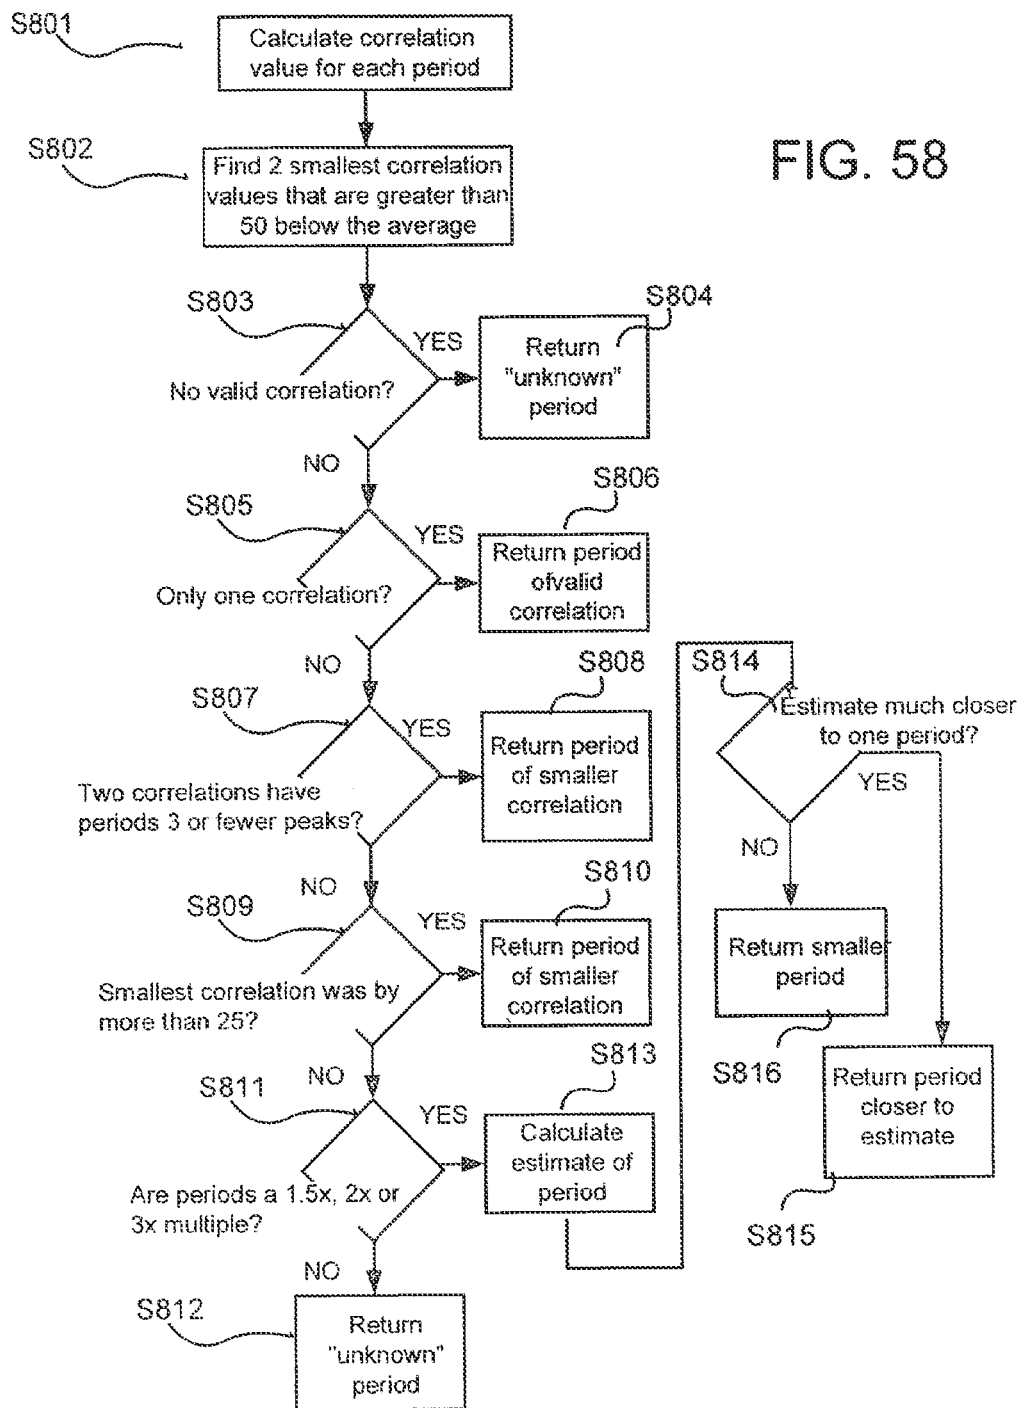 S801
Calculate correlation
value for each period
S802
Find 2 smallest correlation
values that are greater than
50 below the average
FIG. 58
S803
YES
No valid correlation?
NO
S804
Return
"unknown"
period
S805
YES
Only one correlation?
NO
S806
Return period
ofvalid
correlation
S807
YES
Two correlations have
periods 3 or fewer peaks?
NO
S808
Return period
of smaller
correlation
S809
YES
Smallest correlation was by
more than 25?
NO
S810
Return period
of smaller
correlation
S811
YES
Are periods a 1.5x, 2x or
3x multiple?
NO
S812
Return
"unknown"
period
S813
Calculate
estimate of
period
S814
Estimate much closer
to one period?
YES
NO
Return smaller
period
S816
Return period
closer to
estimate
S815